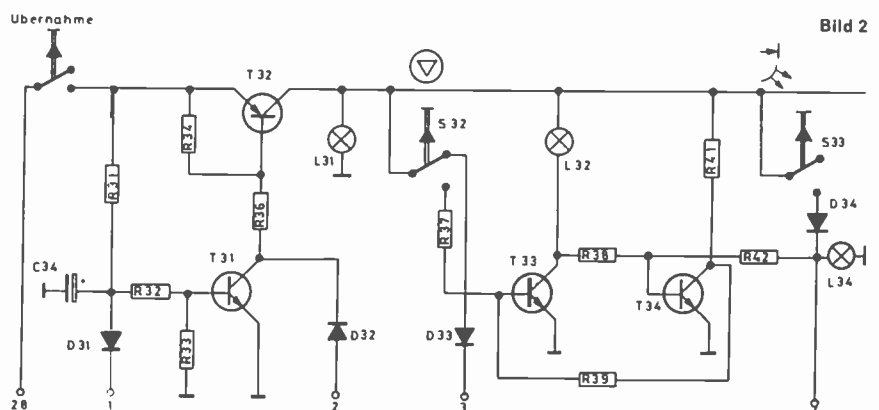 Übernahme
Bild 2
T32
S32
S33
R34
L31
L32
R41
R31
D34
R36
R37
C34
T31
T33
R38
R42
R32
L34
T34
D31
R33
D32
D33
R39
28
1
2
3
9